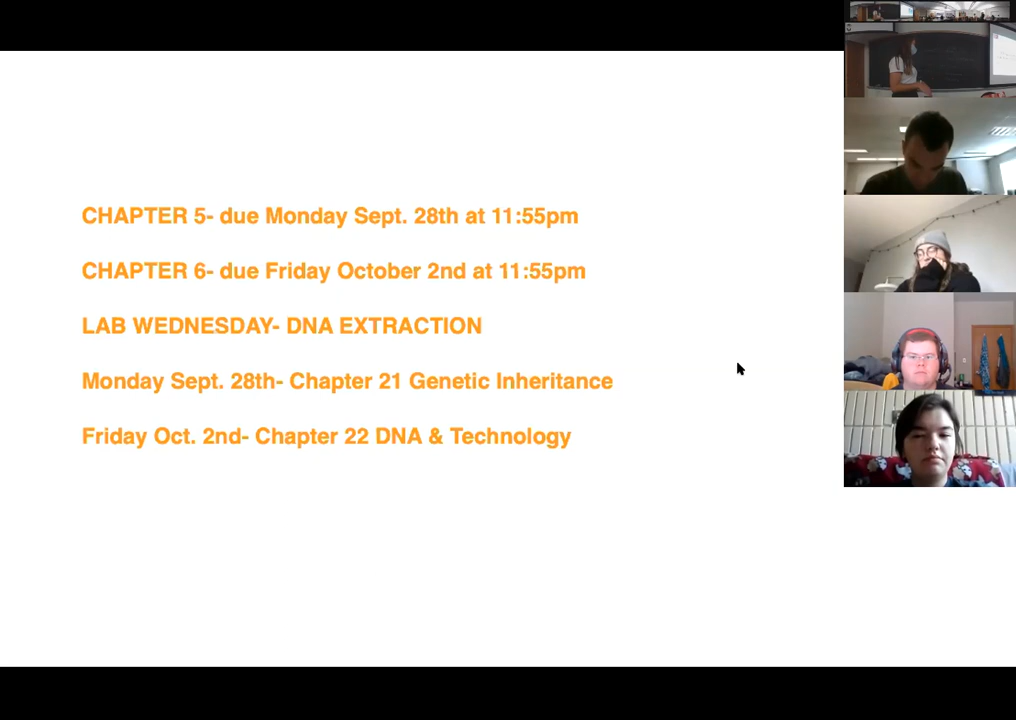 CHAPTER 5- due Monday Sept. 28th at 11:55pm
CHAPTER 6- due Friday October 2nd at 11:55pm
LAB WEDNESDAY- DNA EXTRACTION
Monday Sept. 28th- Chapter 21 Genetic Inheritance
Friday Oct. 2nd- Chapter 22 DNA & Technology